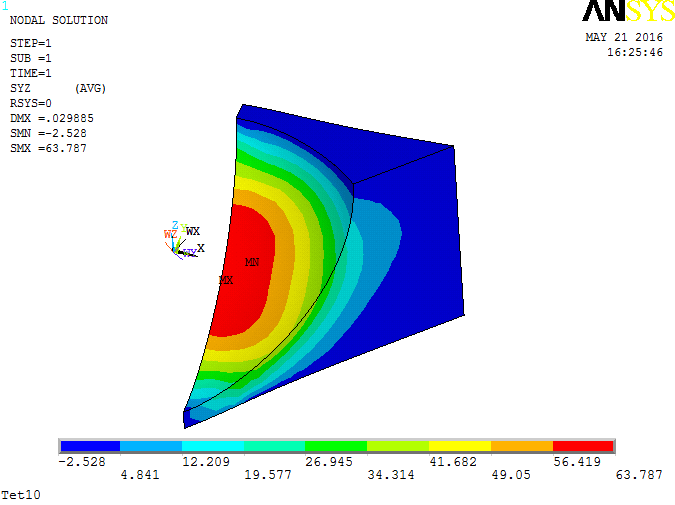 1
ANSYS
NODAL SOLUTION
MAY 21 2016
16:25:46
STEP=1
SUB =1
TIME=1
SYZ (AVG)
RSYS=0
DMX =.029885
SMN =-2.528
SMX =63.787
Z Y
WZ WX
X
MN
MX
-2.528 12.209 26.945 41.682 56.419
4.841 19.577 34.314 49.05 63.787
Tet10